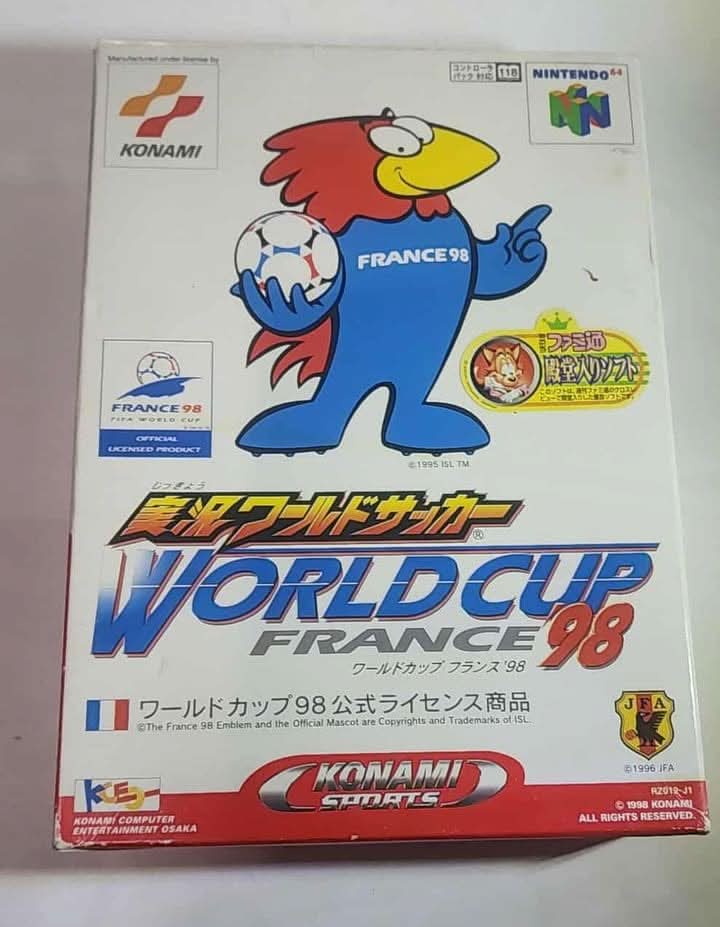 Manufactured under license by
KONAMI
コントローラ
パック 対応 118
NINTENDO 64
FRANCE 98
ファミ通
殿堂入りソフト
FRANCE 98
FIFA WORLD CUP
OFFICIAL
LICENSED PRODUCT
©1995 ISL TM
じっきょう
実況ワールドサッカー®
WORLD CUP
FRANCE 98
ワールドカップ フランス'98
ワールドカップ98公式ライセンス商品
©The France 98 Emblem and the Official Mascot are Copyrights and Trademarks of ISL.
JFA
©1996 JFA
KCEO
KONAMI COMPUTER
ENTERTAINMENT OSAKA
KONAMI
SPORTS
RZ019-J1
© 1998 KONAMI
ALL RIGHTS RESERVED.